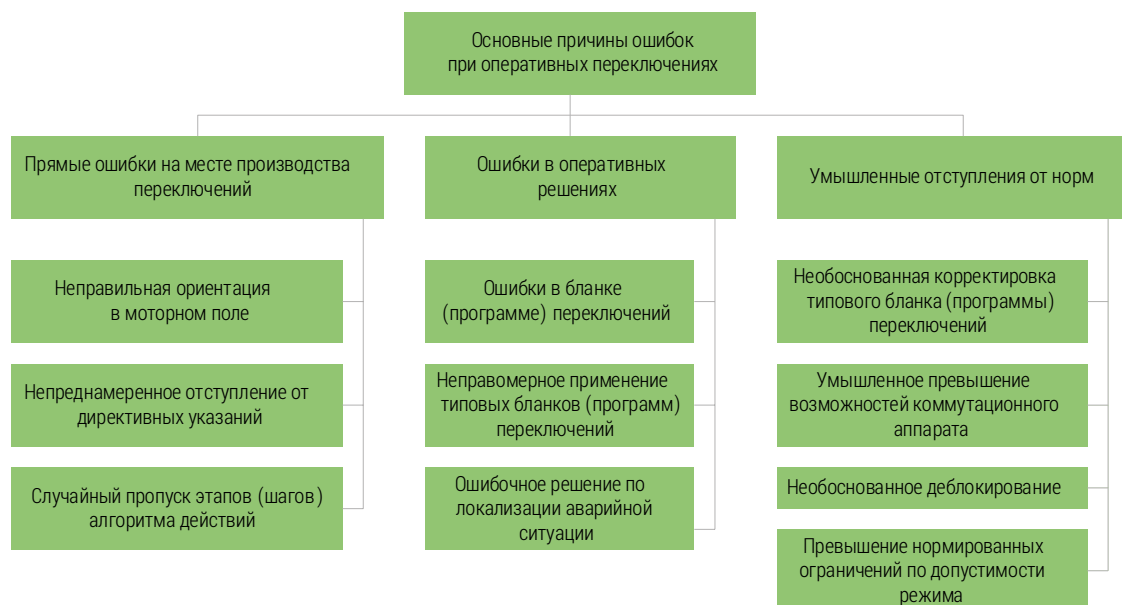 Основные причины ошибок
при оперативных переключениях
Прямые ошибки на месте производства
переключений
Неправильная ориентация
в моторном поле
Непреднамеренное отступление от
директивных указаний
Случайный пропуск этапов (шагов)
алгоритма действий
Ошибки в оперативных
решениях
Ошибки в бланке
(программе) переключений
Неправомерное применение
типовых бланков (программ)
переключений
Ошибочное решение по
локализации аварийной
ситуации
Умышленные отступления от норм
Необоснованная корректировка
типового бланка (программы)
переключений
Умышленное превышение
возможностей коммутационного
аппарата
Необоснованное деблокирование
Превышение нормированных
ограничений по допустимости
режима